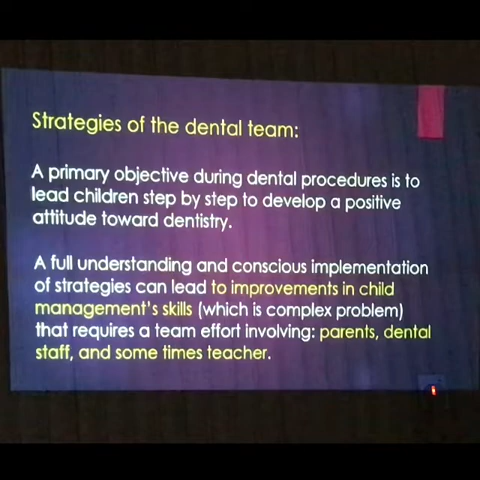 Strategies of the dental team:
A primary objective during dental procedures is to
lead children step by step to develop a positive
attitude toward dentistry.
A full understanding and conscious implementation
of strategies can lead to improvements in child
management's skills (which is complex problem)
that requires a team effort involving: parents, dental
staff, and some times teacher.